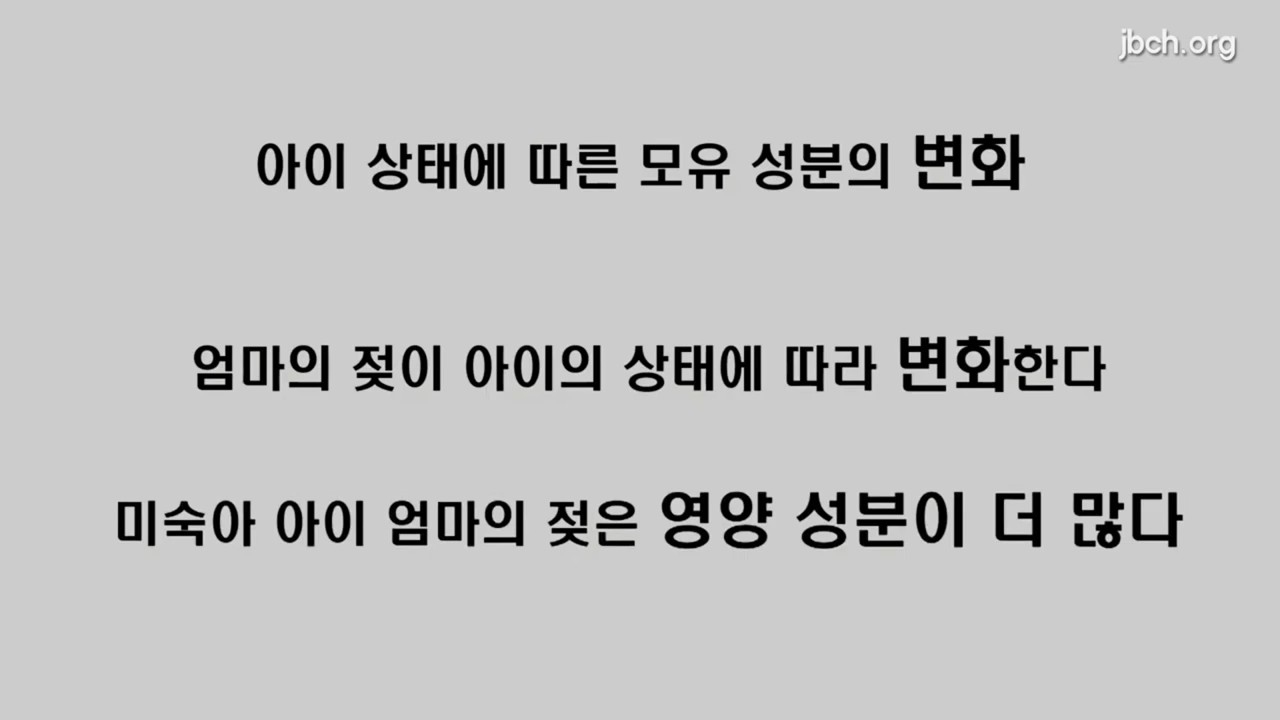 jbch.org
아이 상태에 따른 모유 성분의 변화
엄마의 젖이 아이의 상태에 따라 변화한다
미숙아 아이 엄마의 젖은 영양 성분이 더 많다